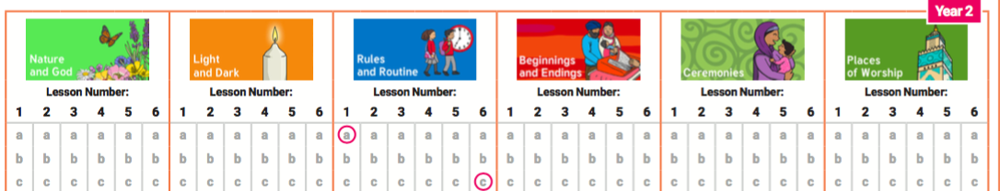 Year 2
Nature
and God
Light
and Dark
Rules
and Routine
Beginnings
and Endings
Ceremonies
Places
of Worship
Lesson Number: Lesson Number: Lesson Number: Lesson Number: Lesson Number: Lesson Number:
1 2 3 4 5 6 1 2 3 4 5 6 1 2 3 4 5 6 1 2 3 4 5 6 1 2 3 4 5 6 1 2 3 4 5 6
a a a a a a a a a a a a a a a a a a a a a a a a a a a a a a a a a a a a
b b b b b b b b b b b b b b b b b b b b b b b b b b b b b b b b b b b b
c c c c c c c c c c c c c c c c c c c c c c c c c c c c c c c c c c c c